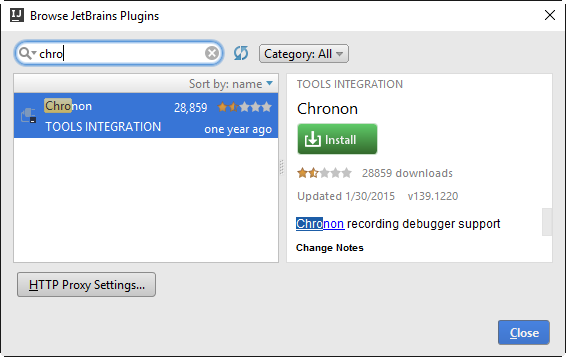 IJ
Browse JetBrains Plugins
chro
Category: All
Sort by: name
Chronon
28,859
TOOLS INTEGRATION
one year ago
TOOLS INTEGRATION
Chronon
Install
28859 downloads
Updated 1/30/2015 v139.1220
Chronon recording debugger support
Change Notes
HTTP Proxy Settings...
Close